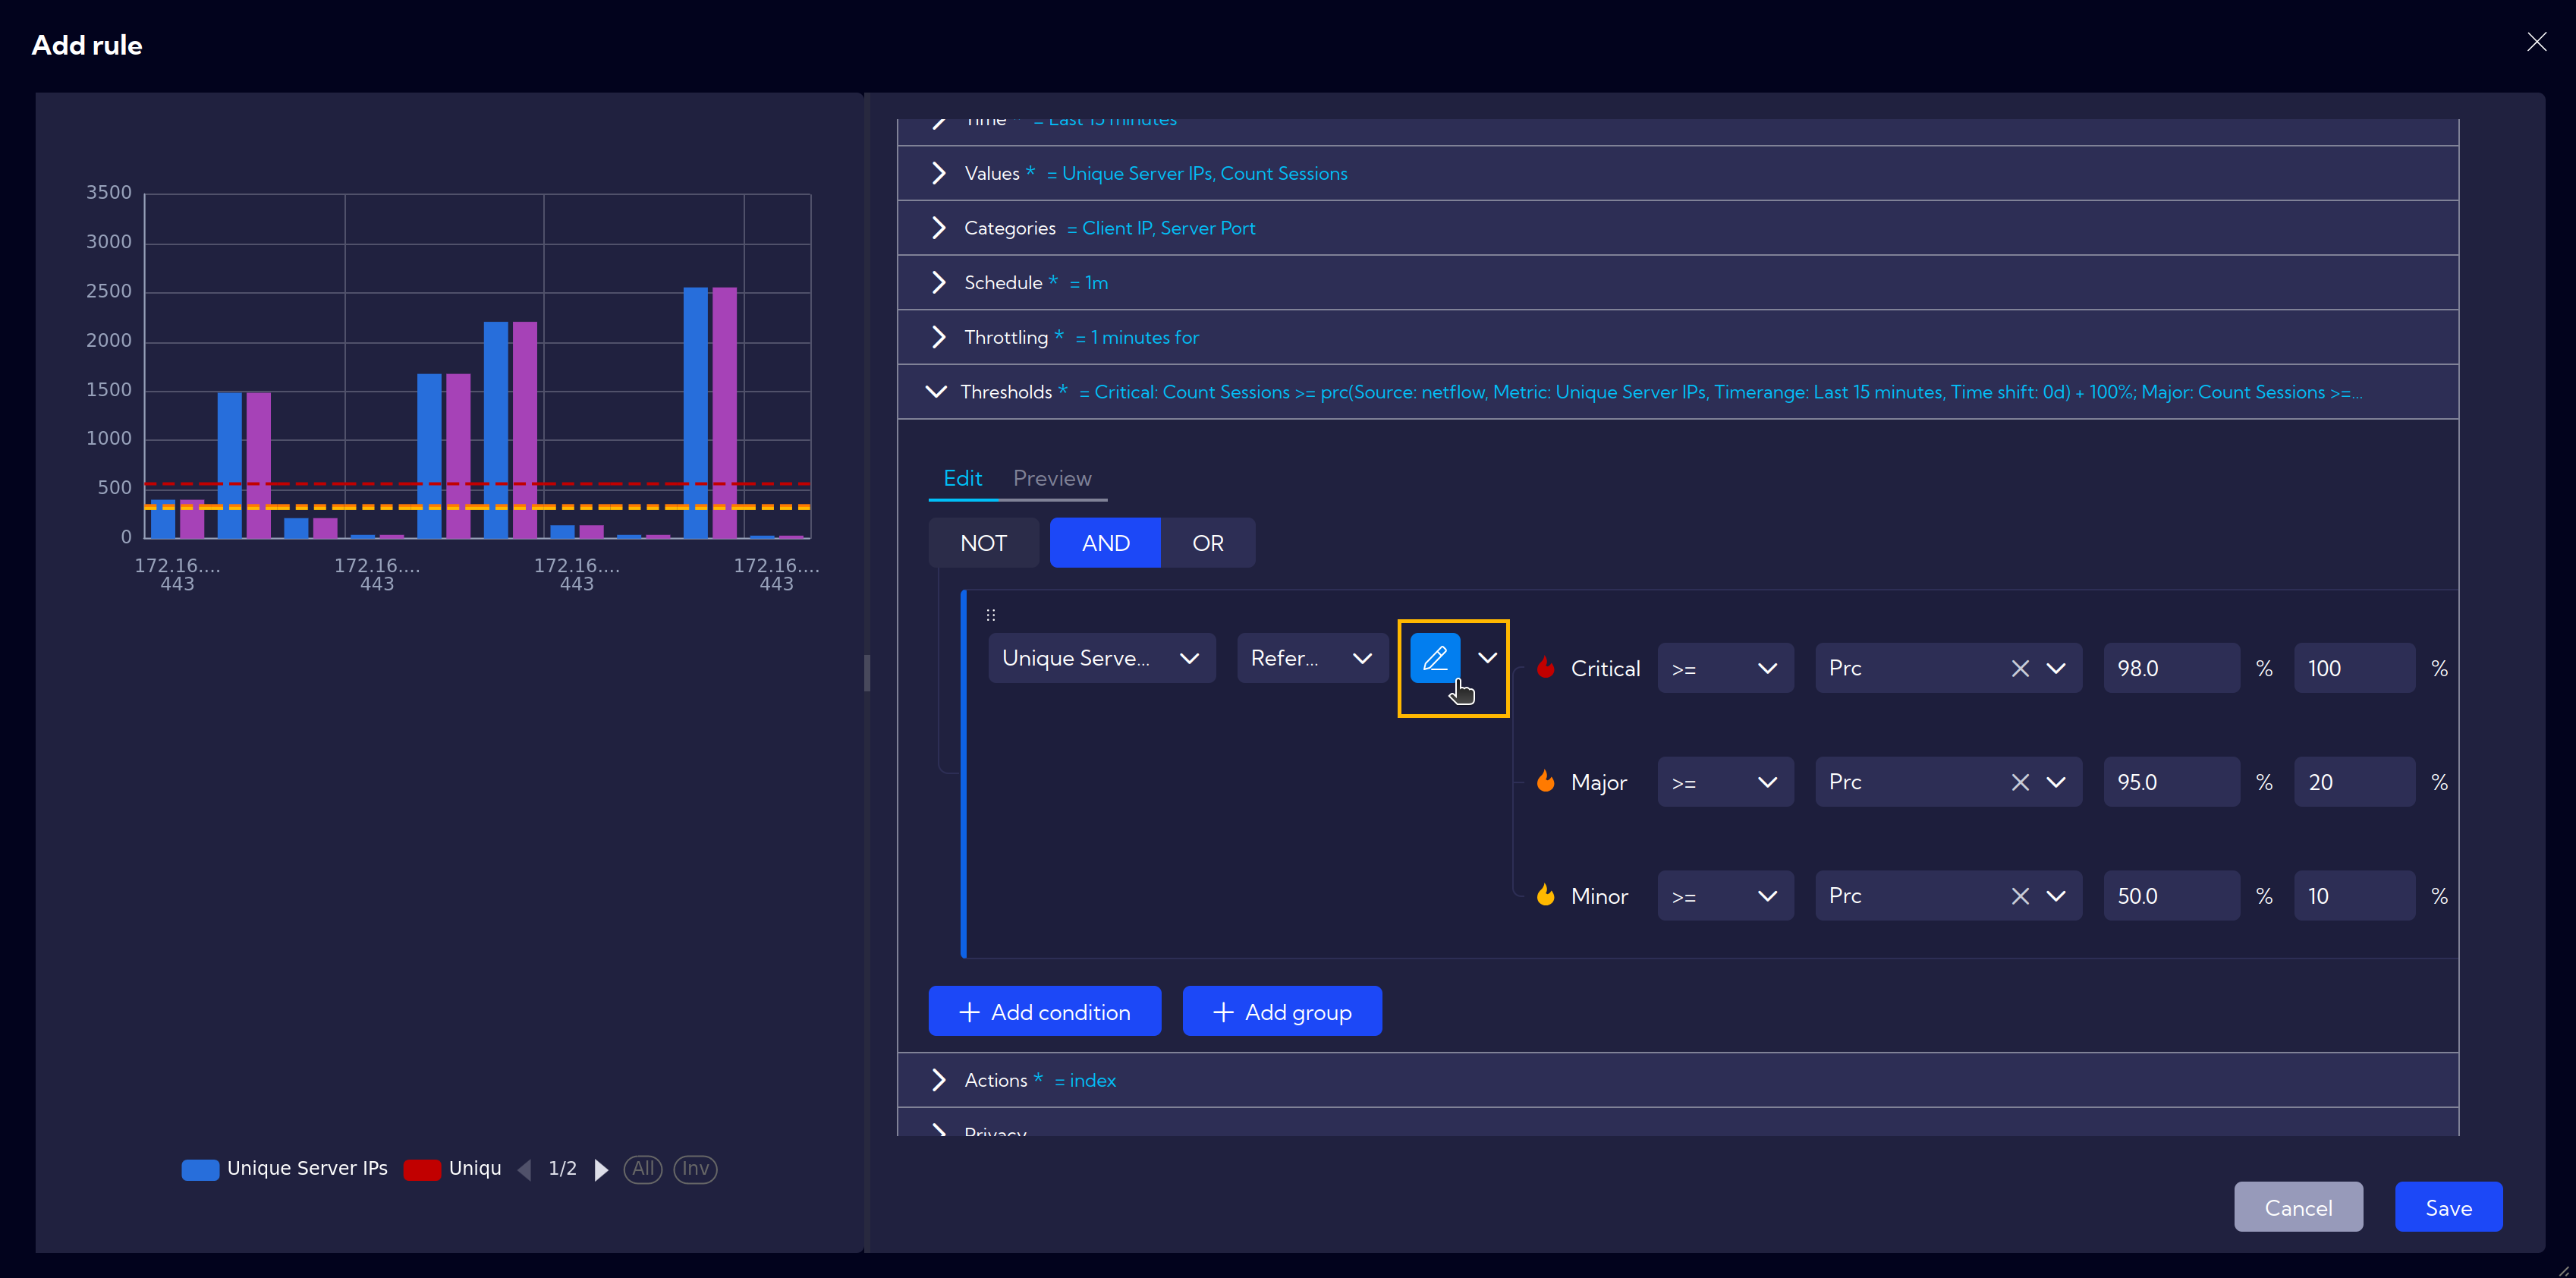 Add rule
3500
3000
2500
2000
1500
1000
500
0
172.16.... 172.16.... 172.16.... 172.16....
443 443 443 443
Unique Server IPs Uniqu 1/2 All Inv
Time * = Last 15 minutes
Values * = Unique Server IPs, Count Sessions
Categories = Client IP, Server Port
Schedule * = 1m
Throttling * = 1 minutes for
Thresholds * = Critical: Count Sessions >= prc(Source: netflow, Metric: Unique Server IPs, Timerange: Last 15 minutes, Time shift: 0d) + 100%; Major: Count Sessions >=...
Edit Preview
NOT AND OR
Unique Serve... Refer... Critical >= Prc 98.0 % 100 %
Major >= Prc 95.0 % 20 %
Minor >= Prc 50.0 % 10 %
+ Add condition + Add group
Actions * = index
Privacy
Cancel Save